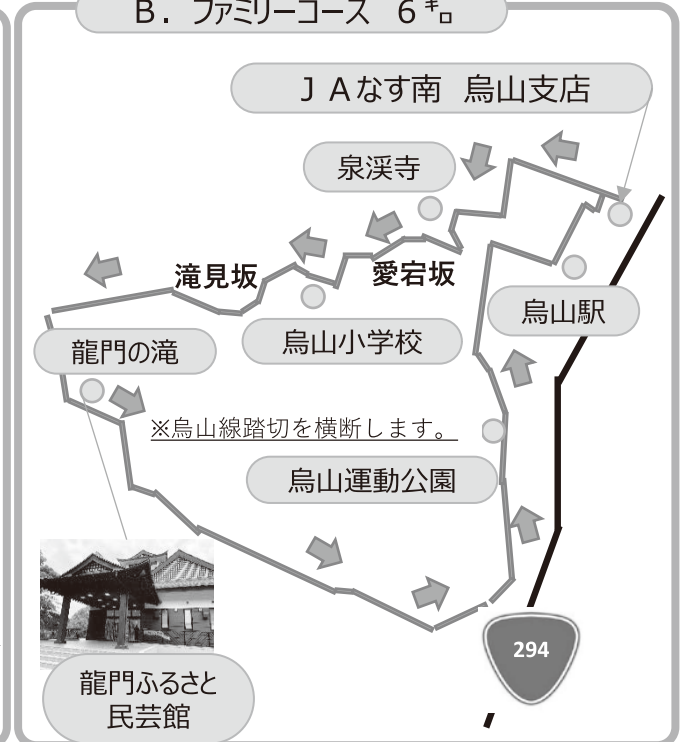 B．ファミリーコース　６㌔
ＪＡなす南　烏山支店
泉渓寺
滝見坂
愛宕坂
烏山駅
龍門の滝
烏山小学校
※烏山線踏切を横断します。
烏山運動公園
294
龍門ふるさと
民芸館